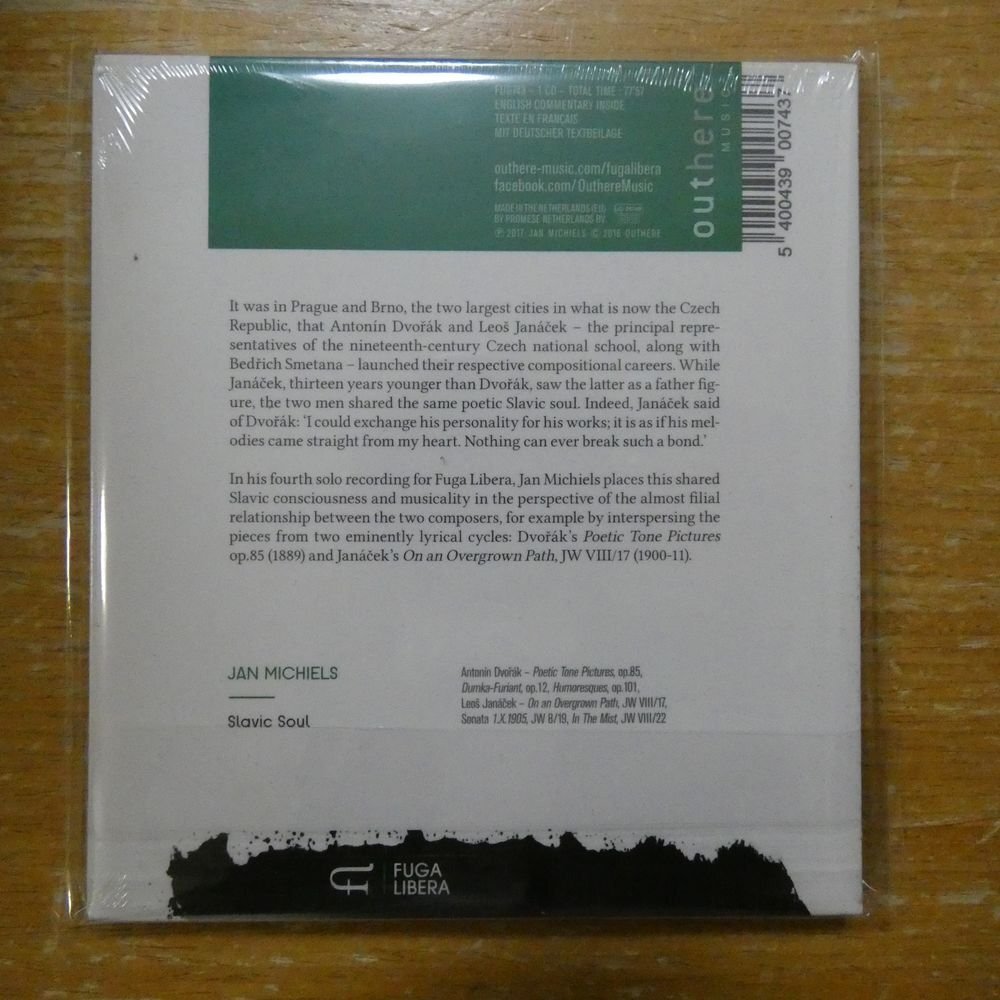 FUG743 – 1 CD – TOTAL TIME : 77'57
ENGLISH COMMENTARY INSIDE
TEXTE EN FRANÇAIS
MIT DEUTSCHER TEXTBEILAGE
outhere-music.com/fugalibera
facebook.com/OuthereMusic
MADE IN THE NETHERLANDS (EU)
BY PROMESE NETHERLANDS BV
℗ 2017 JAN MICHIELS © 2018 OUTHERE
outhere
MUSIC
5 400439 007437
It was in Prague and Brno, the two largest cities in what is now the Czech
Republic, that Antonín Dvořák and Leoš Janáček – the principal repre-
sentatives of the nineteenth-century Czech national school, along with
Bedřich Smetana – launched their respective compositional careers. While
Janáček, thirteen years younger than Dvořák, saw the latter as a father fig-
ure, the two men shared the same poetic Slavic soul. Indeed, Janáček said
of Dvořák: ‘I could exchange his personality for his works; it is as if his mel-
odies came straight from my heart. Nothing can ever break such a bond.’
In his fourth solo recording for Fuga Libera, Jan Michiels places this shared
Slavic consciousness and musicality in the perspective of the almost filial
relationship between the two composers, for example by interspersing the
pieces from two eminently lyrical cycles: Dvořák’s Poetic Tone Pictures
op.85 (1889) and Janáček’s On an Overgrown Path, JW VIII/17 (1900-11).
JAN MICHIELS
Slavic Soul
Antonín Dvořák – Poetic Tone Pictures, op.85,
Dumka-Furiant, op.12, Humoresques, op.101,
Leoš Janáček – On an Overgrown Path, JW VIII/17,
Sonata 1.X.1905, JW 8/19, In The Mist, JW VIII/22
FUGA
LIBERA